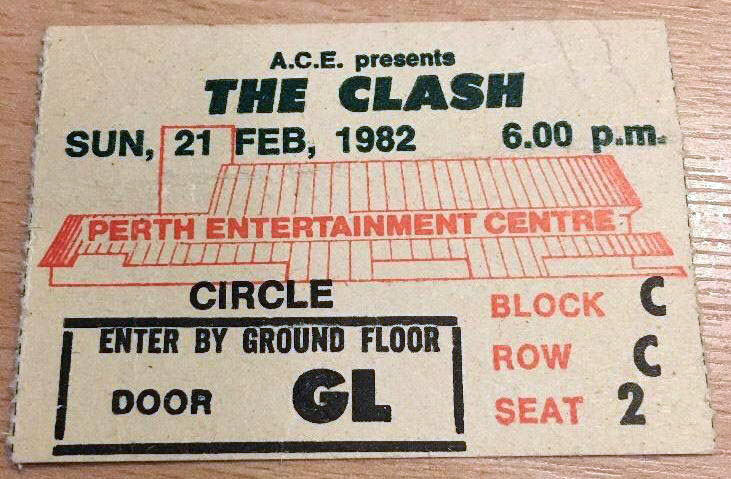 A.C.E. presents
THE CLASH
SUN, 21 FEB, 1982 6.00 p.m.
PERTH ENTERTAINMENT CENTRE
CIRCLE
ENTER BY GROUND FLOOR
DOOR GL
BLOCK C
ROW C
SEAT 2